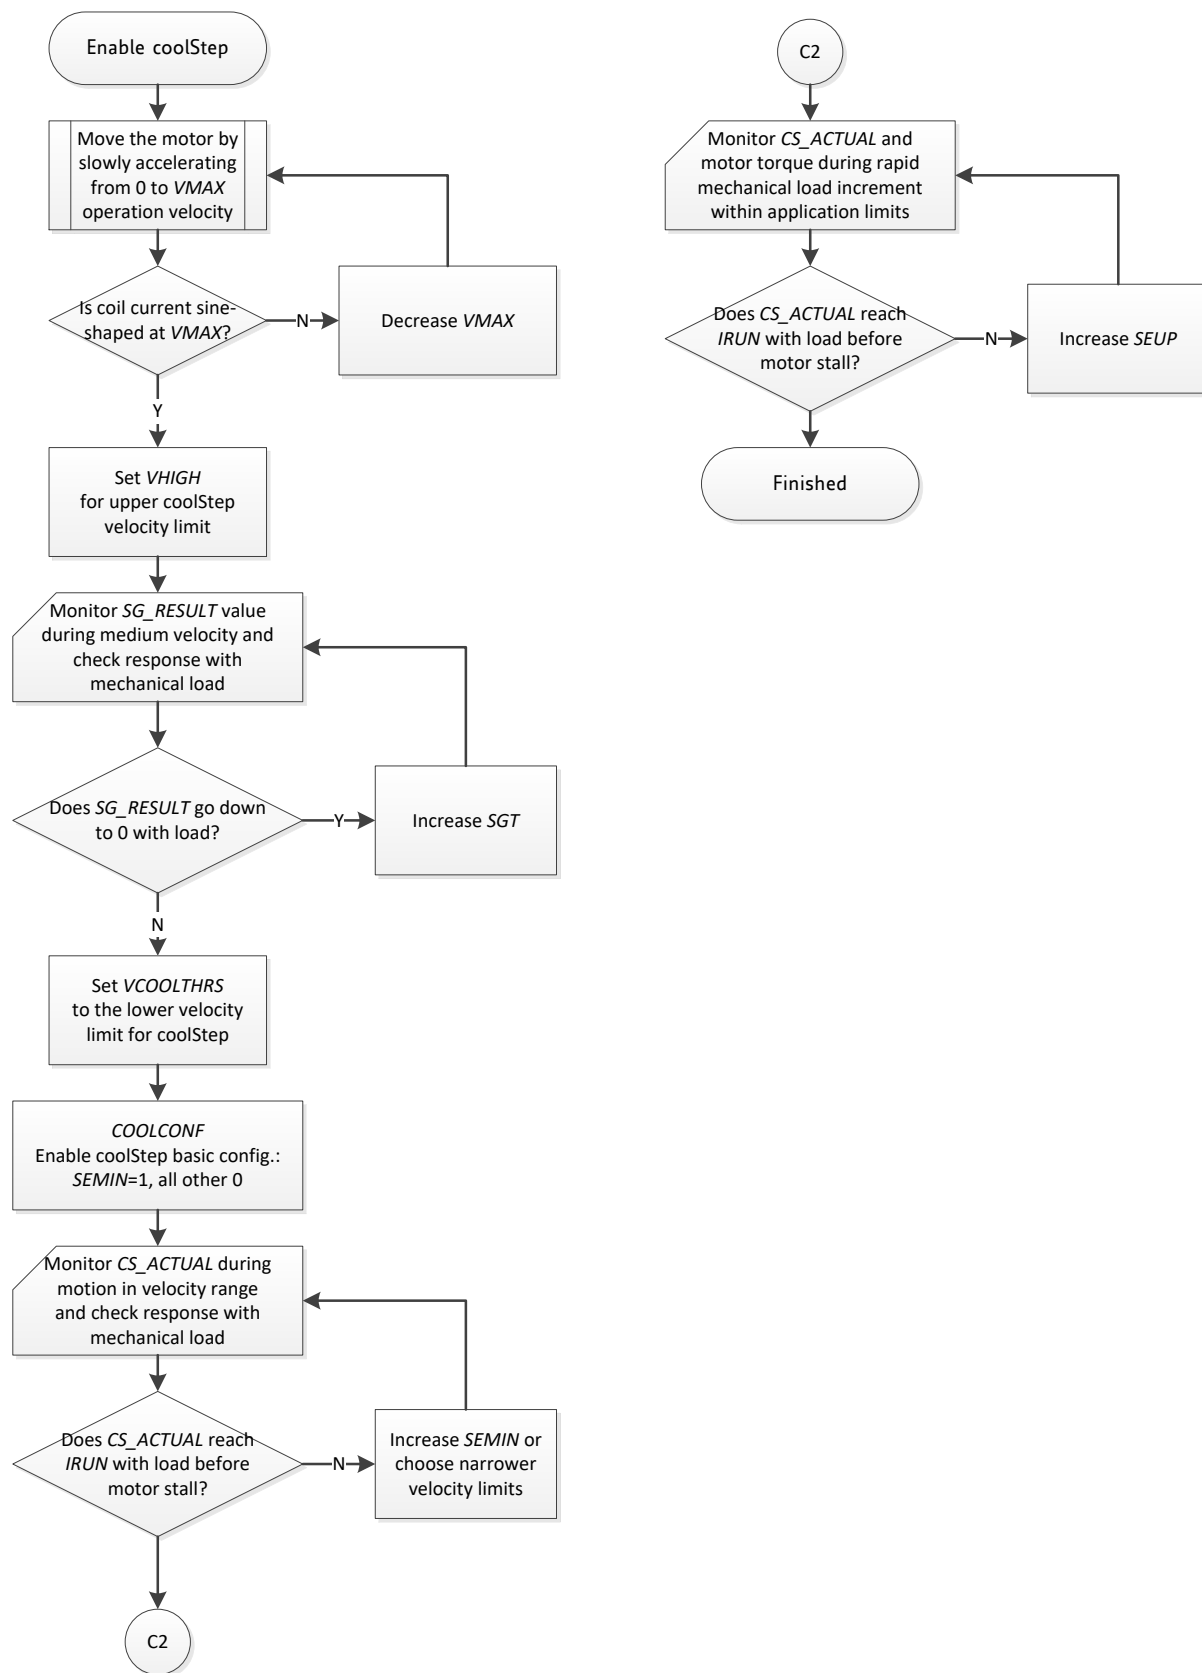 Enable coolStep
Move the motor by
slowly accelerating
from 0 to VMAX
operation velocity
Is coil current sine-
shaped at VMAX?
N
Decrease VMAX
Y
Set VHIGH
for upper coolStep
velocity limit
Monitor SG_RESULT value
during medium velocity and
check response with
mechanical load
Does SG_RESULT go down
to 0 with load?
Y
Increase SGT
N
Set VCOOLTHRS
to the lower velocity
limit for coolStep
COOLCONF
Enable coolStep basic config.:
SEMIN=1, all other 0
Monitor CS_ACTUAL during
motion in velocity range
and check response with
mechanical load
Does CS_ACTUAL reach
IRUN with load before
motor stall?
N
Increase SEMIN or
choose narrower
velocity limits
C2
C2
Monitor CS_ACTUAL and
motor torque during rapid
mechanical load increment
within application limits
Does CS_ACTUAL reach
IRUN with load before
motor stall?
N
Increase SEUP
Finished